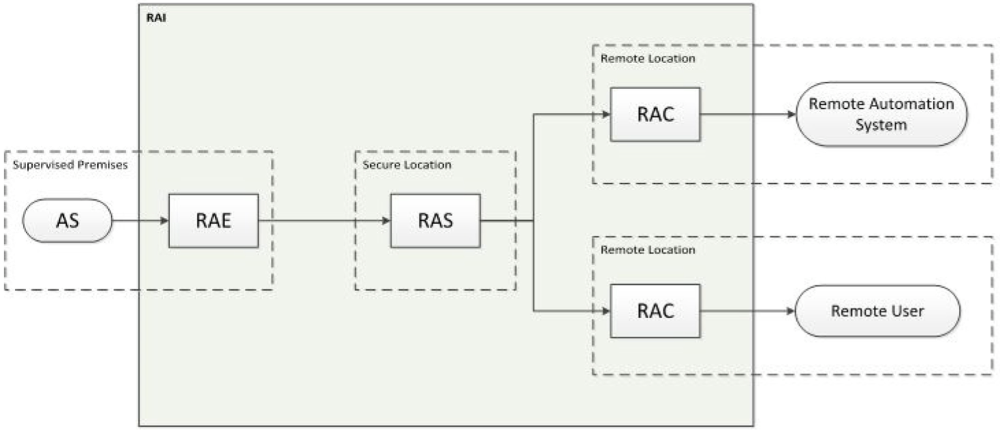 RAI
Remote Location
RAC
Remote Automation
System
Supervised Premises
AS
RAE
Secure Location
RAS
Remote Location
RAC
Remote User